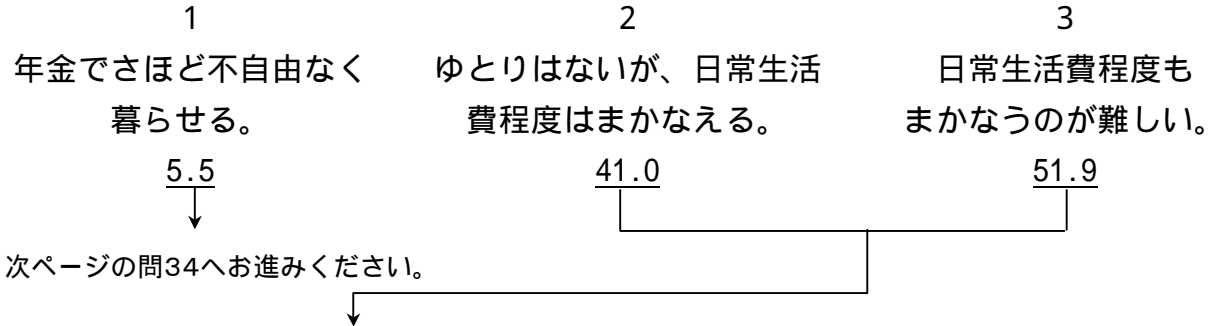 1 2 3
年金でさほど不自由なく ゆとりはないが、日常生活 日常生活費程度も
暮らせる。 費程度はまかなえる。 まかなうのが難しい。
5.5 41.0 51.9
次ページの問34へお進みください。